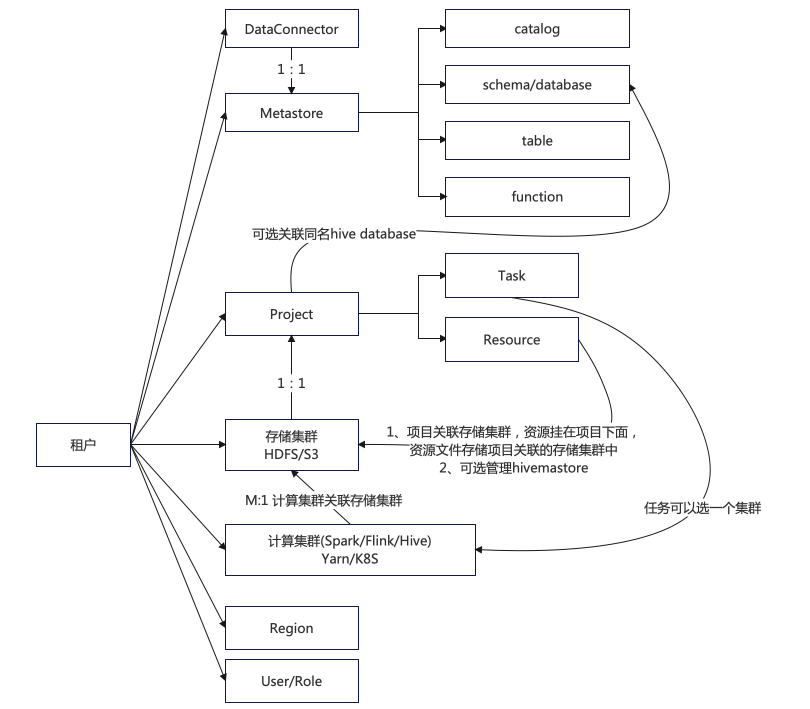 DataConnector
catalog
1：1
schema/database
Metastore
table
function
可选关联同名hive database
Task
Project
Resource
1：1
租户
存储集群
HDFS/S3
1、项目关联存储集群，资源挂在项目下面，
资源文件存储项目关联的存储集群中
2、可选管理hivemastore
M:1 计算集群关联存储集群
任务可以选一个集群
计算集群(Spark/Flink/Hive)
Yarn/K8S
Region
User/Role